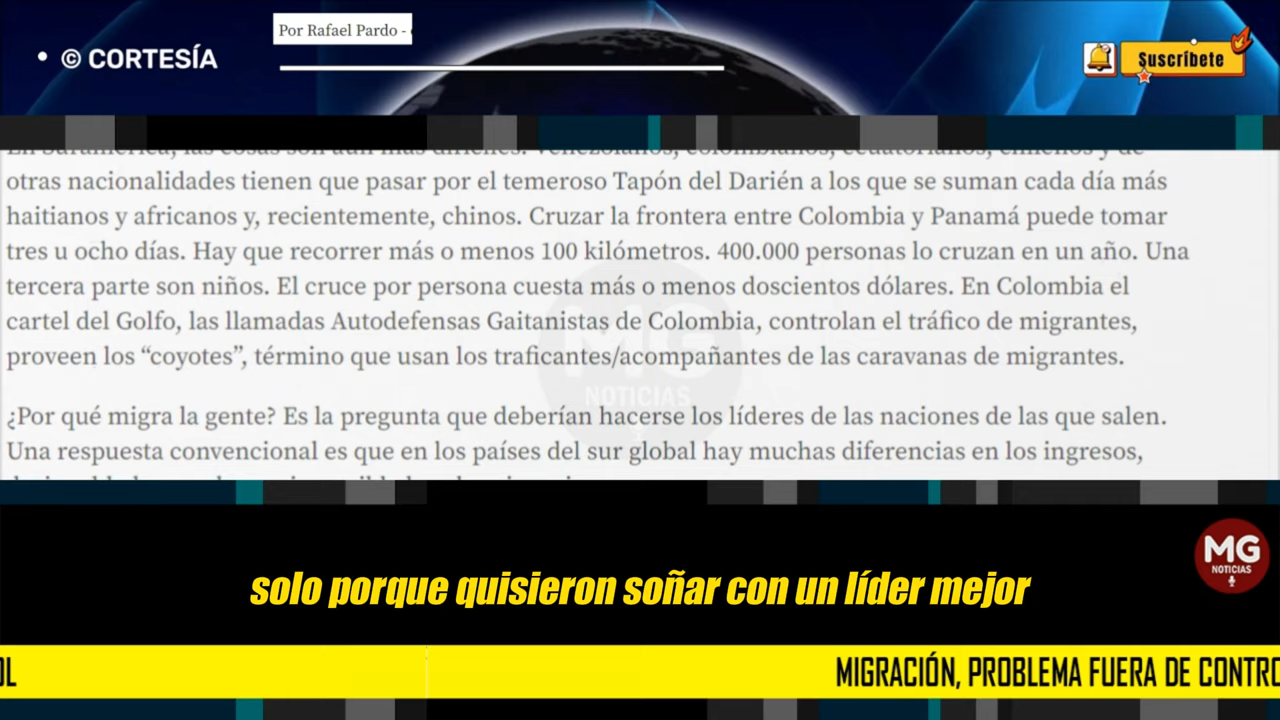 Por Rafael Pardo -
• © CORTESÍA
Suscríbete
otras nacionalidades tienen que pasar por el temeroso Tapón del Darién a los que se suman cada día más
haitianos y africanos y, recientemente, chinos. Cruzar la frontera entre Colombia y Panamá puede tomar
tres u ocho días. Hay que recorrer más o menos 100 kilómetros. 400.000 personas lo cruzan en un año. Una
tercera parte son niños. El cruce por persona cuesta más o menos doscientos dólares. En Colombia el
cartel del Golfo, las llamadas Autodefensas Gaitanistas de Colombia, controlan el tráfico de migrantes,
proveen los “coyotes”, término que usan los traficantes/acompañantes de las caravanas de migrantes.
MG
NOTICIAS
¿Por qué migra la gente? Es la pregunta que deberían hacerse los líderes de las naciones de las que salen.
Una respuesta convencional es que en los países del sur global hay muchas diferencias en los ingresos,
MG
NOTICIAS
solo porque quisieron soñar con un líder mejor
OL
MIGRACIÓN, PROBLEMA FUERA DE CONTRO